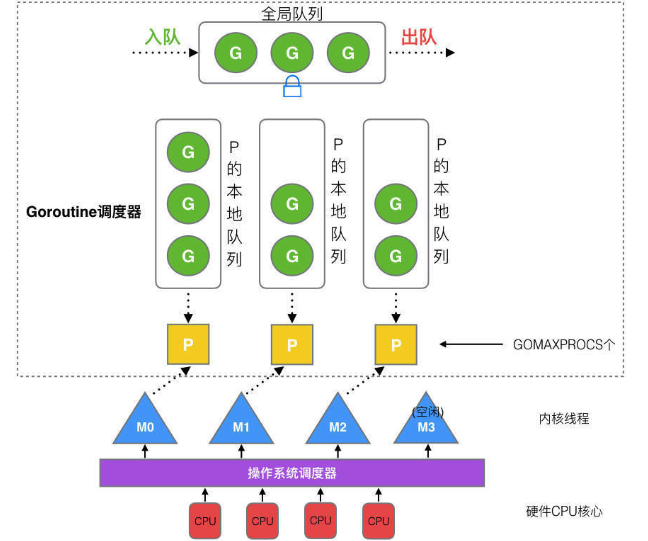 全局队列
入队
G
G
G
出队
G
G
G
P的本地队列
G
G
P的本地队列
G
G
P的本地队列
Goroutine调度器
P
P
P
GOMAXPROCS个
M0
M1
M2
(空闲)
M3
内核线程
操作系统调度器
CPU
CPU
CPU
CPU
硬件CPU核心